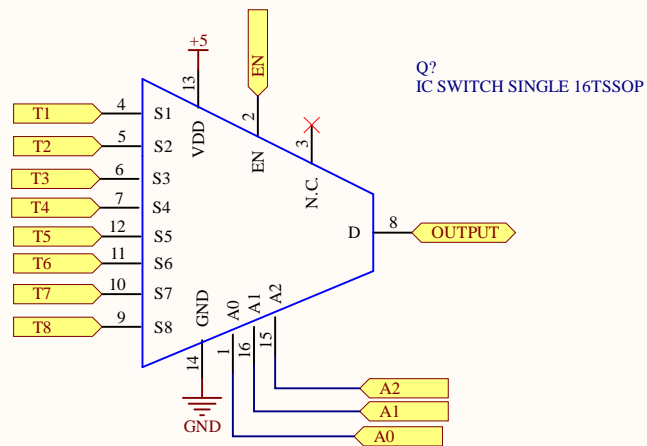 +5
EN
Q?
IC SWITCH SINGLE 16TSSOP
13
2
3
VDD
EN
N.C.
T1 4 S1
T2 5 S2
T3 6 S3
T4 7 S4
T5 12 S5
T6 11 S6
T7 10 S7
T8 9 S8
D 8 OUTPUT
GND A0 A1 A2
14 1 16 15
GND
A2
A1
A0